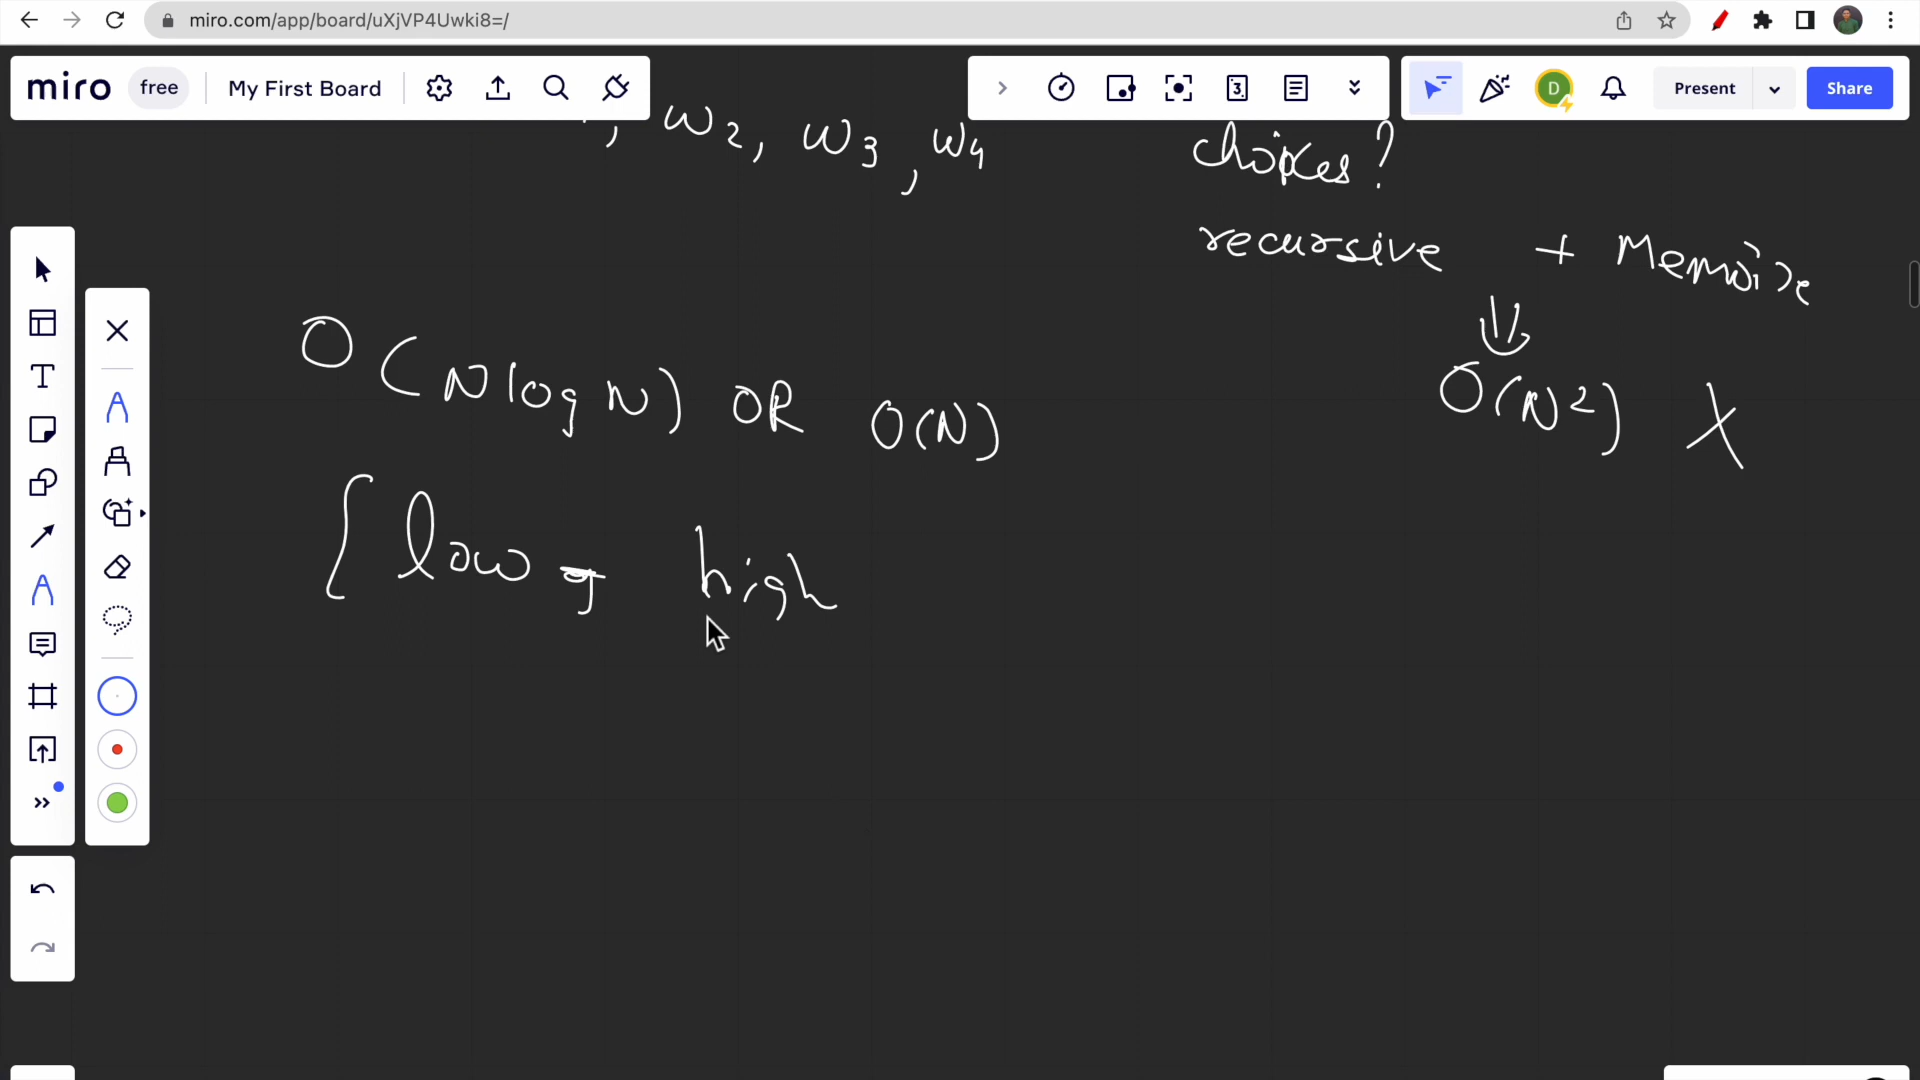 miro.com/app/board/uXjVP4Uwki8=/
miro free My First Board
3 D Present Share
, w2, w3, w4
choices?
recursive + Memoize
O(N log N) OR O(N)
O(N2) X
[ low, high